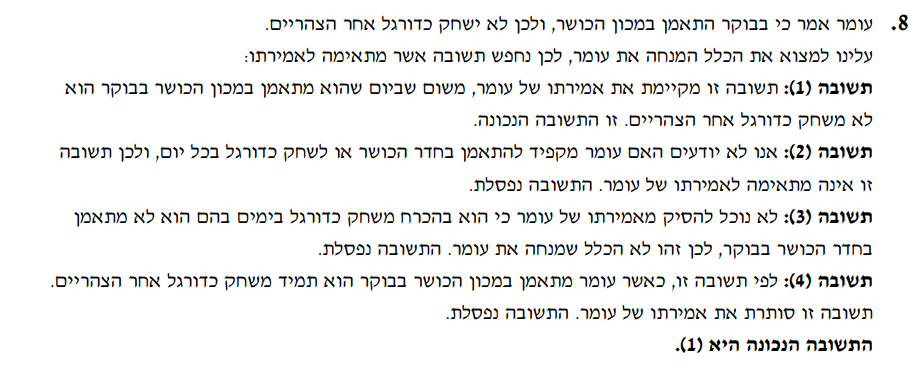 8. עומר אמר כי בבוקר התאמן במכון הכושר, ולכן לא ישחק כדורגל אחר הצהריים.
עלינו למצוא את הכלל המנחה את עומר, לכן נחפש תשובה אשר מתאימה לאמירתו:
תשובה (1): תשובה זו מקיימת את אמירתו של עומר, משום שביום שהוא מתאמן במכון הכושר בבוקר הוא
לא משחק כדורגל אחר הצהריים. זו התשובה הנכונה.
תשובה (2): אנו לא יודעים האם עומר מקפיד להתאמן בחדר הכושר או לשחק כדורגל בכל יום, ולכן תשובה
זו אינה מתאימה לאמירתו של עומר. התשובה נפסלת.
תשובה (3): לא נוכל להסיק מאמירתו של עומר כי הוא בהכרח משחק כדורגל בימים בהם הוא לא מתאמן
בחדר הכושר בבוקר, לכן זהו לא הכלל שמנחה את עומר. התשובה נפסלת.
תשובה (4): לפי תשובה זו, כאשר עומר מתאמן במכון הכושר בבוקר הוא תמיד משחק כדורגל אחר הצהריים.
תשובה זו סותרת את אמירתו של עומר. התשובה נפסלת.
התשובה הנכונה היא (1).